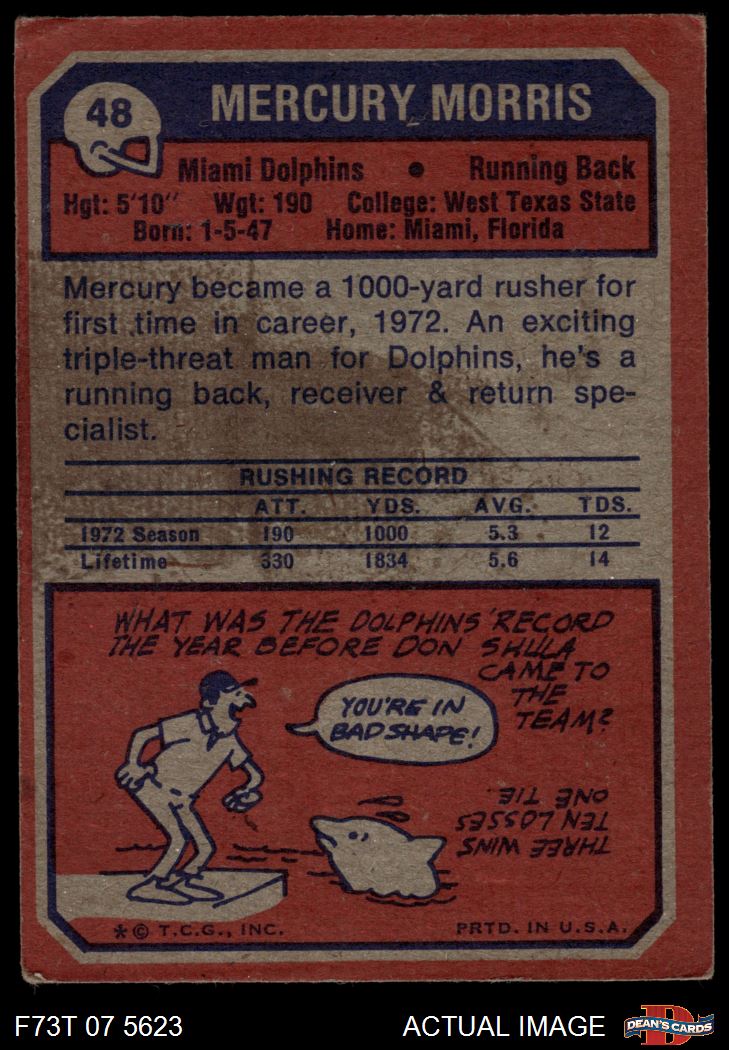 48
MERCURY MORRIS
Miami Dolphins • Running Back
Hgt: 5'10" Wgt: 190 College: West Texas State
Born: 1-5-47 Home: Miami, Florida
Mercury became a 1000-yard rusher for
first time in career, 1972. An exciting
triple-threat man for Dolphins, he's a
running back, receiver & return spe-
cialist.
RUSHING RECORD
ATT. YDS. AVG. TDS.
1972 Season 190 1000 5.3 12
Lifetime 330 1834 5.6 14
WHAT WAS THE DOLPHINS' RECORD
THE YEAR BEFORE DON SHULA
CAME TO
THE
TEAM?
YOU'RE IN
BAD SHAPE!
THREE WINS
TEN LOSSES
ONE TIE.
* © T.C.G., INC. PRTD. IN U.S.A.
F73T 07 5623 ACTUAL IMAGE
DEAN'S CARDS